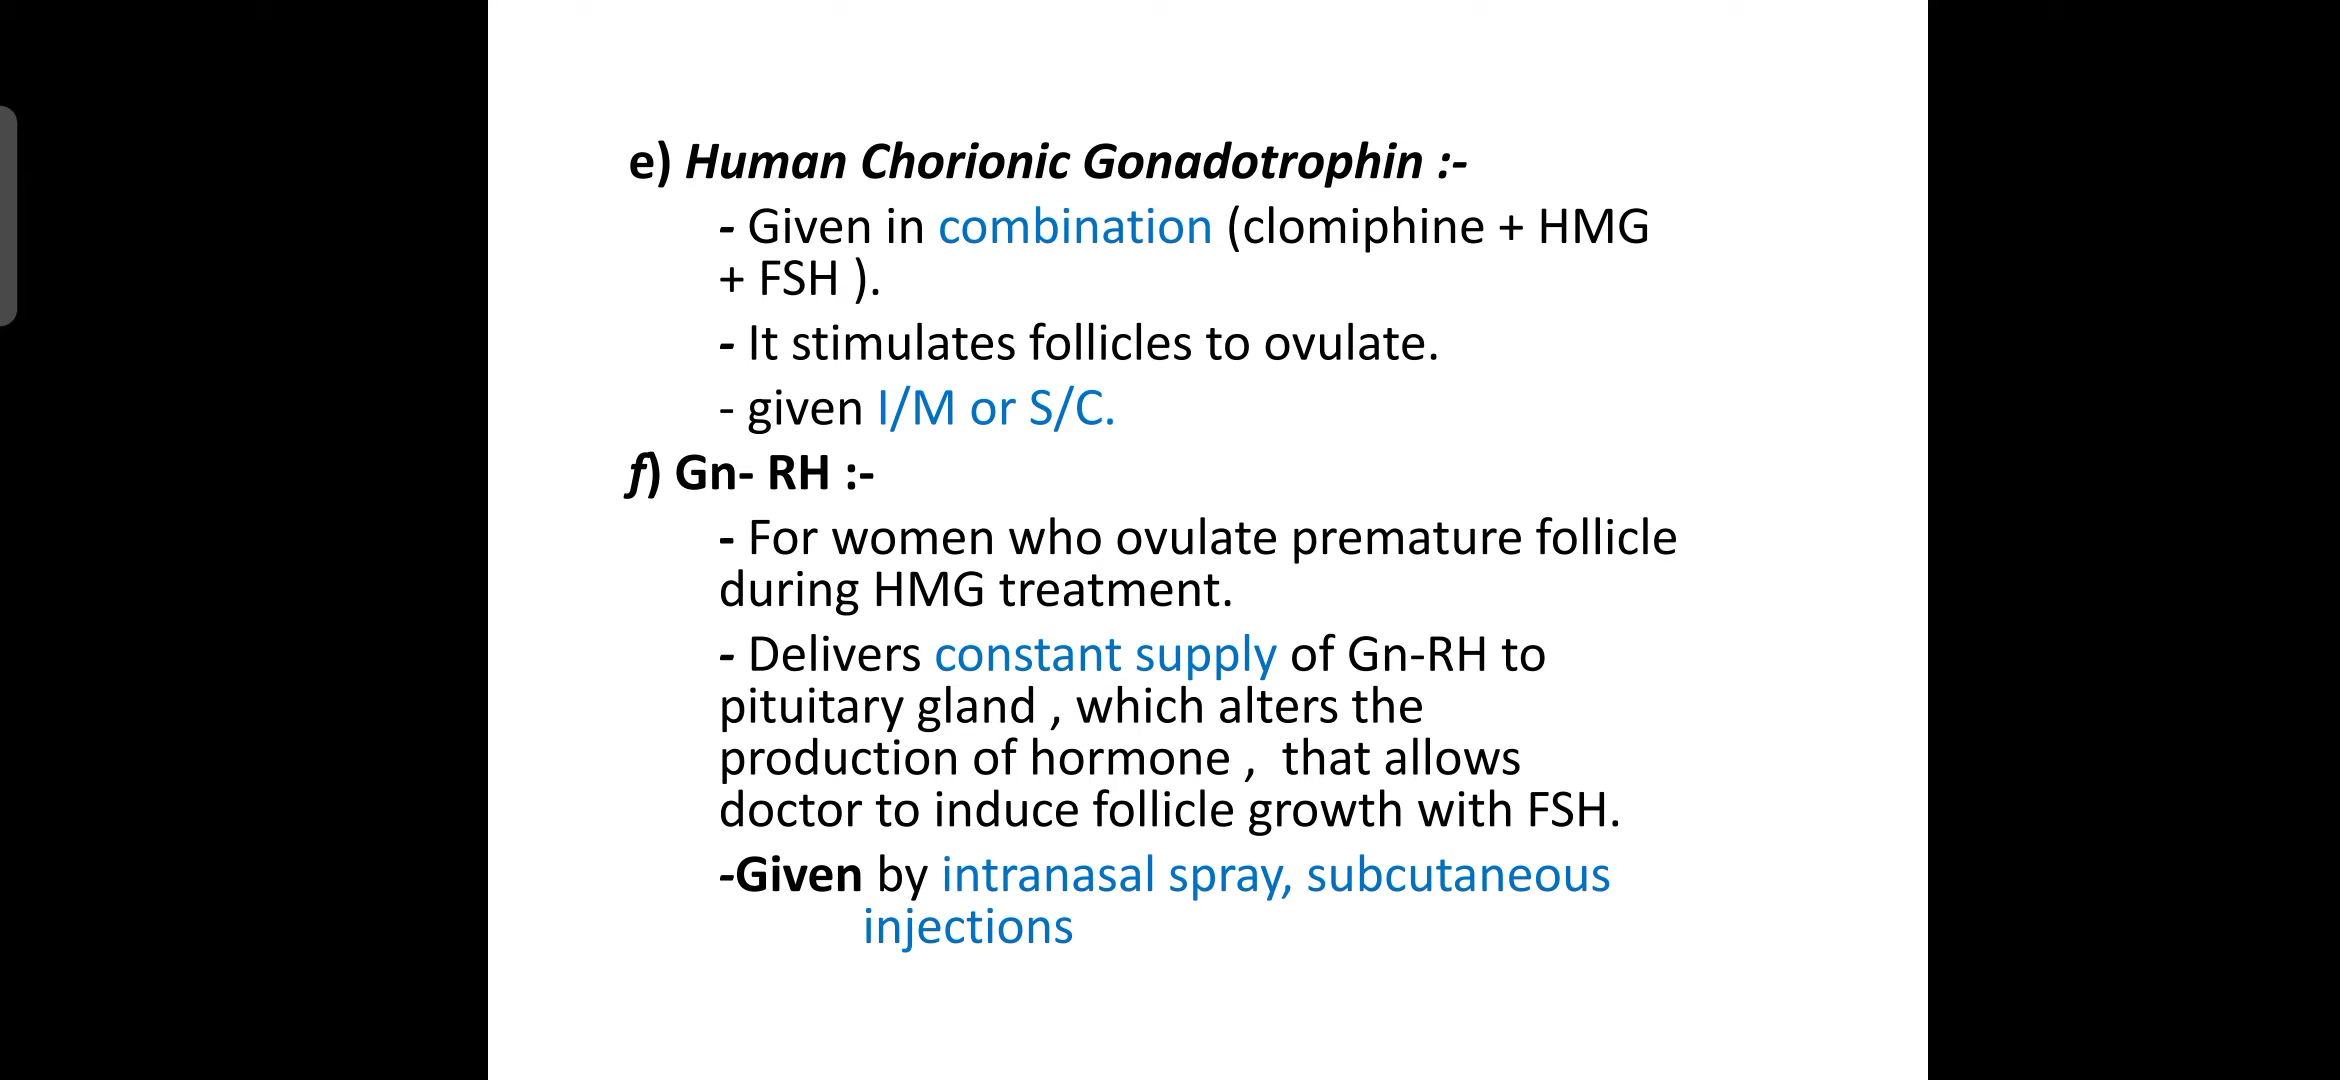 e) Human Chorionic Gonadotrophin :-
- Given in combination (clomiphine + HMG
+ FSH ).
- It stimulates follicles to ovulate.
- given I/M or S/C.
f) Gn- RH :-
- For women who ovulate premature follicle
during HMG treatment.
- Delivers constant supply of Gn-RH to
pituitary gland , which alters the
production of hormone ,  that allows
doctor to induce follicle growth with FSH.
-Given by intranasal spray, subcutaneous
injections